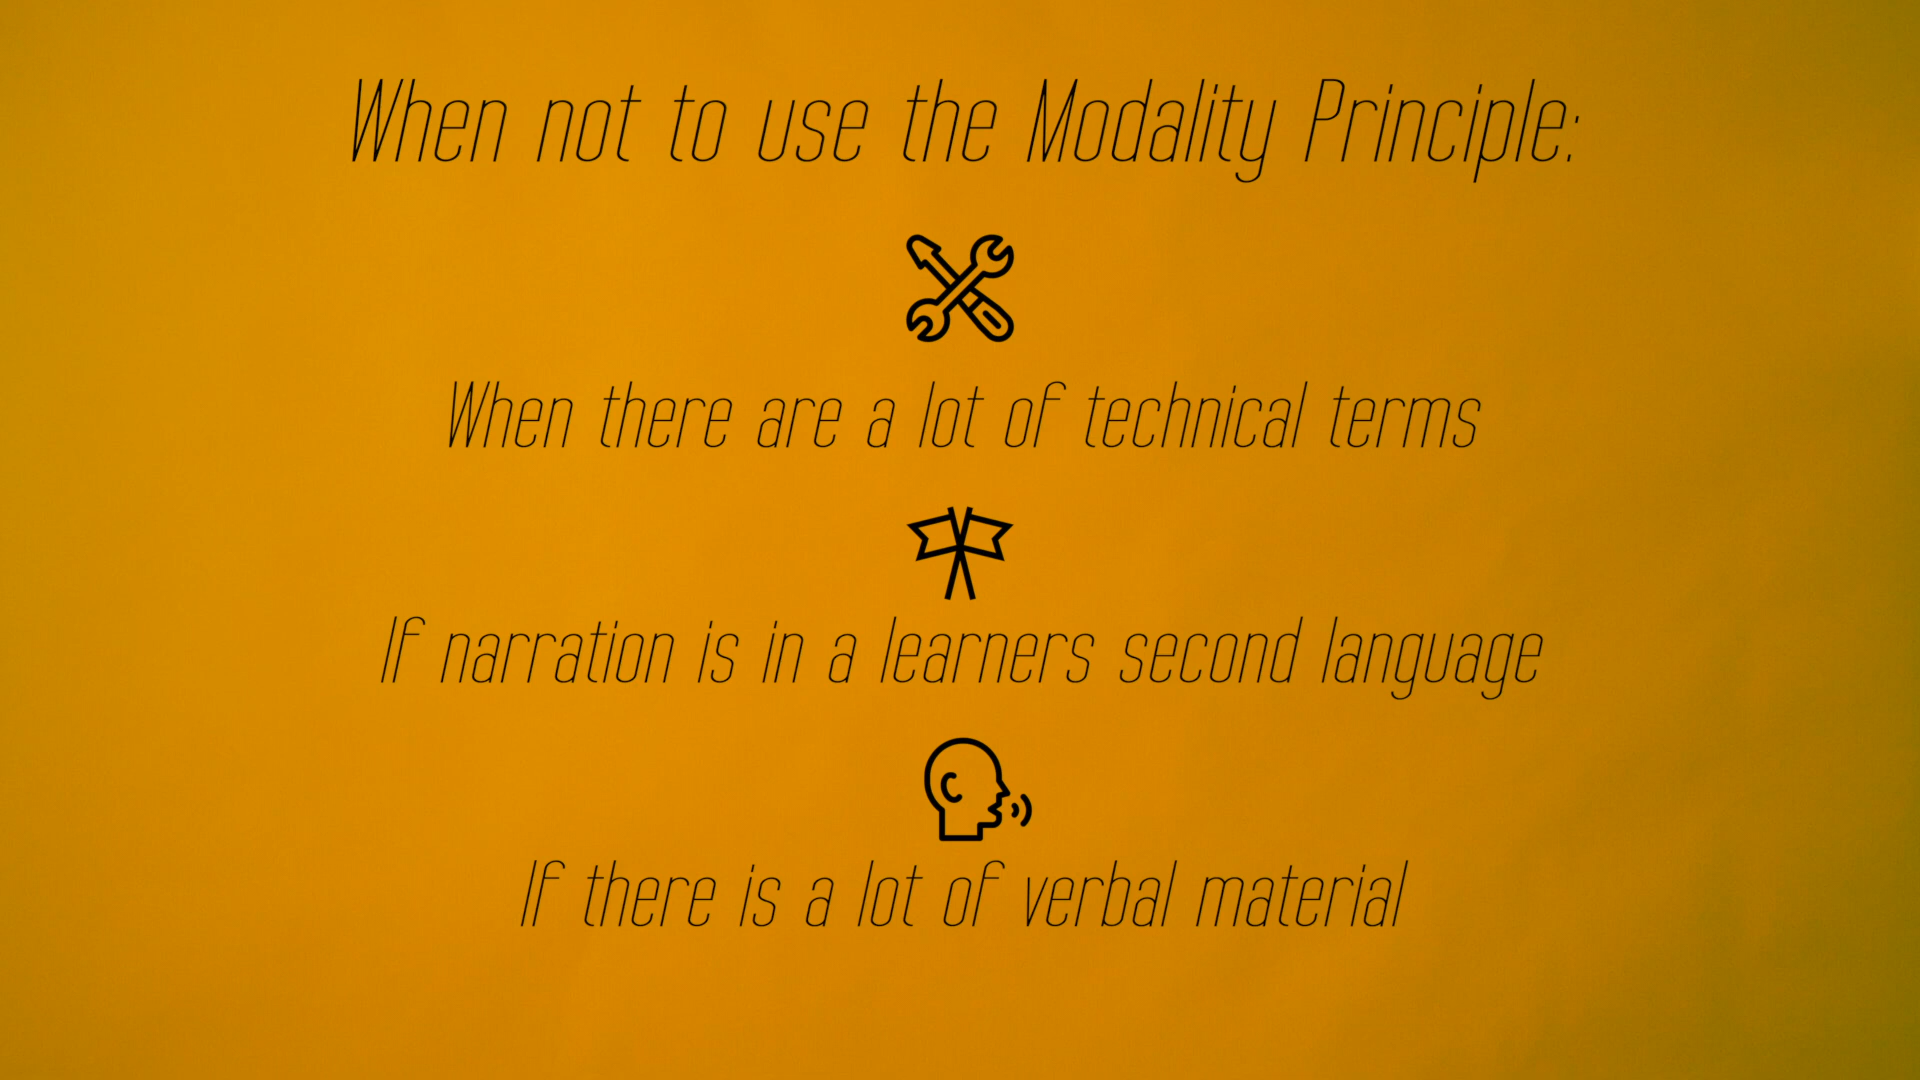 When not to use the Modality Principle:
When there are a lot of technical terms
If narration is in a learners second language
If there is a lot of verbal material